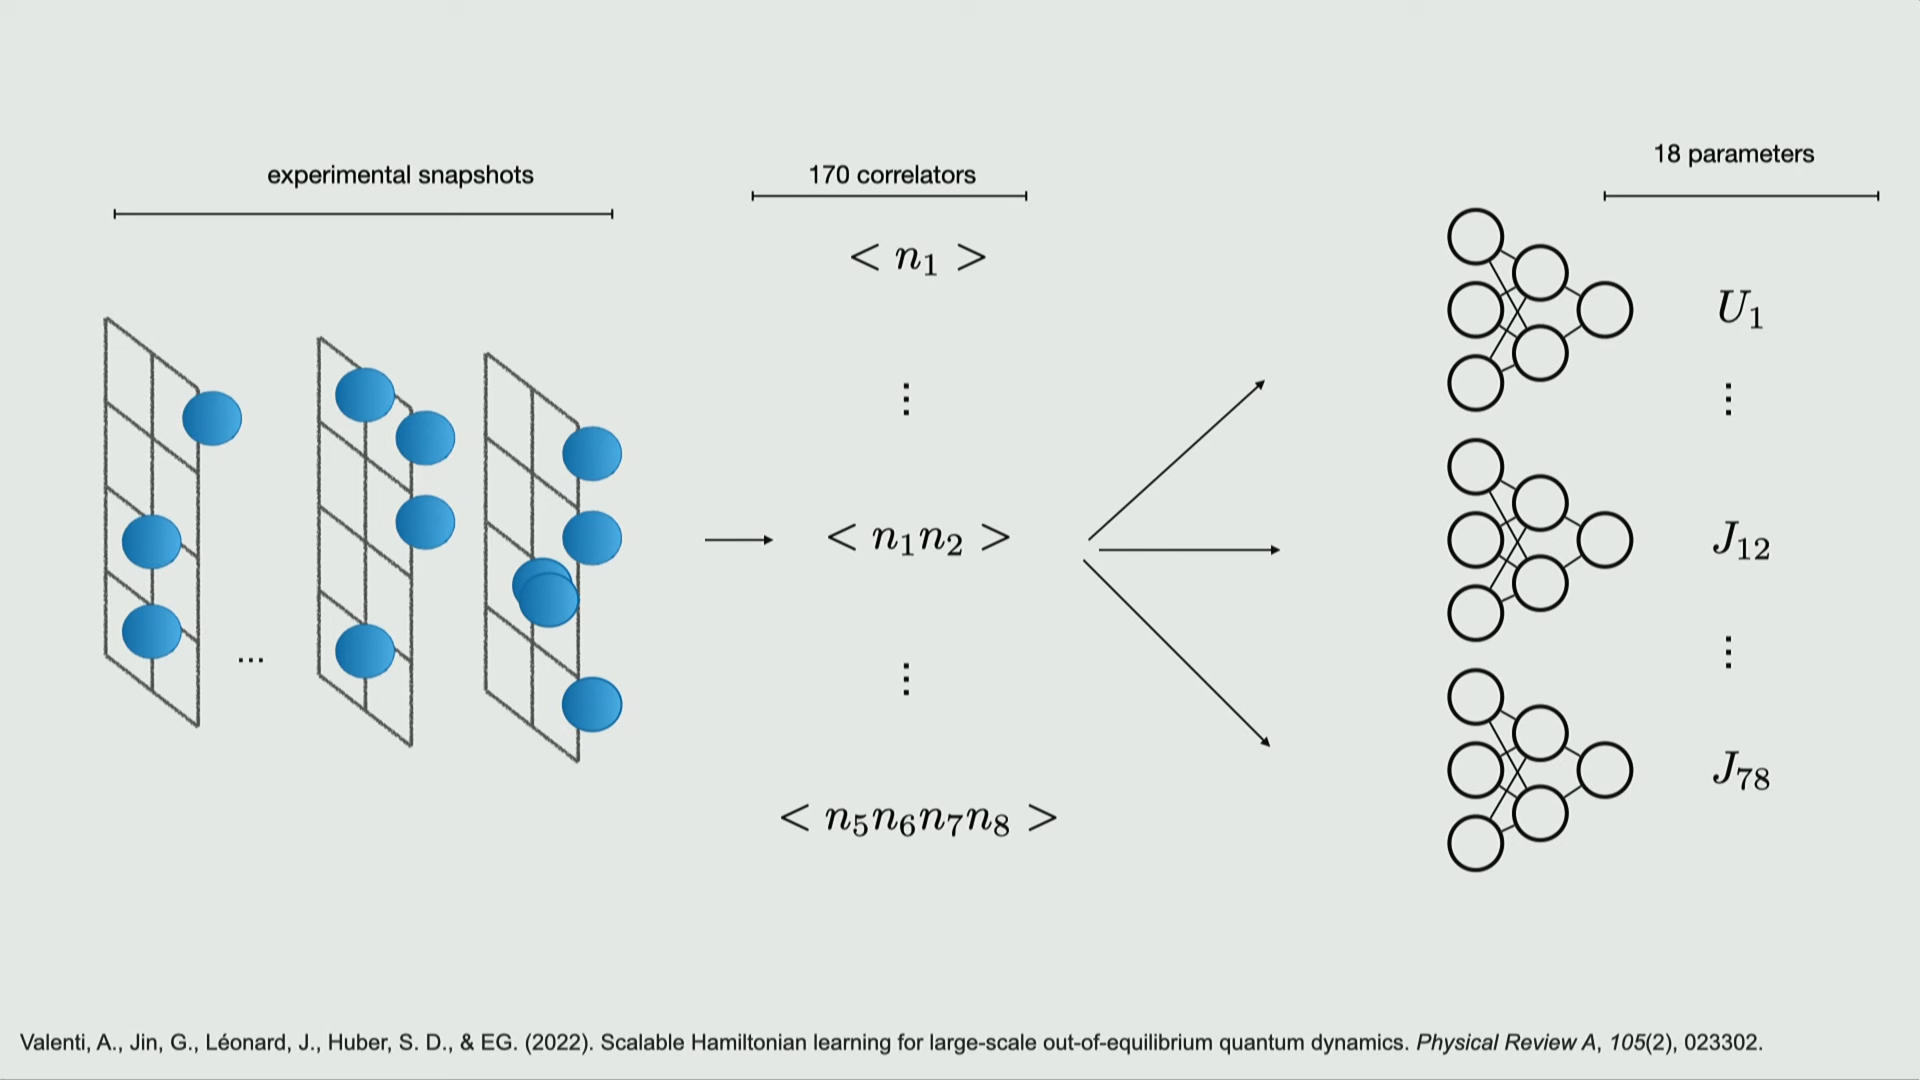 experimental snapshots
170 correlators
18 parameters
< n₁ >
U₁
⋮
⋮
< n₁n₂ >
J₁₂
...
⋮
⋮
J₇₈
< n₅n₆n₇n₈ >
Valenti, A., Jin, G., Léonard, J., Huber, S. D., & EG. (2022). Scalable Hamiltonian learning for large-scale out-of-equilibrium quantum dynamics. Physical Review A, 105(2), 023302.